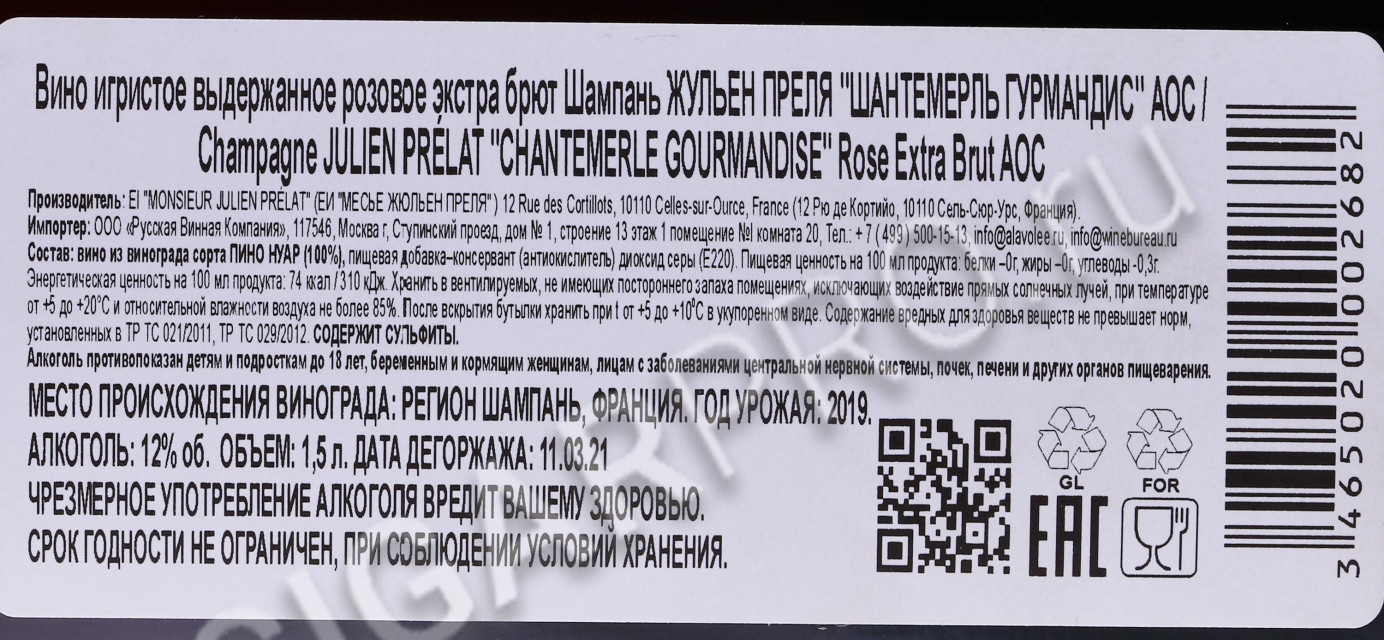 Вино игристое выдержанное розовое экстра брют Шампань ЖУЛЬЕН ПРЕЛЯ "ШАНТЕМЕРЛЬ ГУРМАНДИС" АОС /
Champagne JULIEN PRÉLAT "CHANTEMERLE GOURMANDISE" Rose Extra Brut AOC
Производитель: EI "MONSIEUR JULIEN PRÉLAT" (ЕИ "МЕСЬЕ ЖЮЛЬЕН ПРЕЛЯ") 12 Rue des Cortillots, 10110 Celles-sur-Ource, France (12 Рю де Кортийо, 10110 Сель-Сюр-Урс, Франция).
Импортер: ООО «Русская Винная Компания», 117546, Москва г, Ступинский проезд, дом № 1, строение 13 этаж 1 помещение №I комната 20, Тел.: + 7 ( 499 ) 500-15-13, info@alavolee.ru, info@winebureau.ru
Состав: вино из винограда сорта ПИНО НУАР (100%), пищевая добавка–консервант (антиокислитель) диоксид серы (Е220). Пищевая ценность на 100 мл продукта: белки –0г, жиры –0г, углеводы -0,3г.
Энергетическая ценность на 100 мл продукта: 74 ккал / 310 кДж. Хранить в вентилируемых, не имеющих постороннего запаха помещениях, исключающих воздействие прямых солнечных лучей, при температуре
от +5 до +20°С и относительной влажности воздуха не более 85%. После вскрытия бутылки хранить при t от +5 до +10°С в укупоренном виде. Содержание вредных для здоровья веществ не превышает норм,
установленных в ТР ТС 021/2011, ТР ТС 029/2012. СОДЕРЖИТ СУЛЬФИТЫ.
Алкоголь противопоказан детям и подросткам до 18 лет, беременным и кормящим женщинам, лицам с заболеваниями центральной нервной системы, почек, печени и других органов пищеварения.
МЕСТО ПРОИСХОЖДЕНИЯ ВИНОГРАДА: РЕГИОН ШАМПАНЬ, ФРАНЦИЯ. ГОД УРОЖАЯ: 2019.
АЛКОГОЛЬ: 12% об. ОБЪЕМ: 1,5 л. ДАТА ДЕГОРЖАЖА: 11.03.21
ЧРЕЗМЕРНОЕ УПОТРЕБЛЕНИЕ АЛКОГОЛЯ ВРЕДИТ ВАШЕМУ ЗДОРОВЬЮ.
СРОК ГОДНОСТИ НЕ ОГРАНИЧЕН, ПРИ СОБЛЮДЕНИИ УСЛОВИЙ ХРАНЕНИЯ.
GL
FOR
EAC
3 465020 002682
CIGARPRO.ru